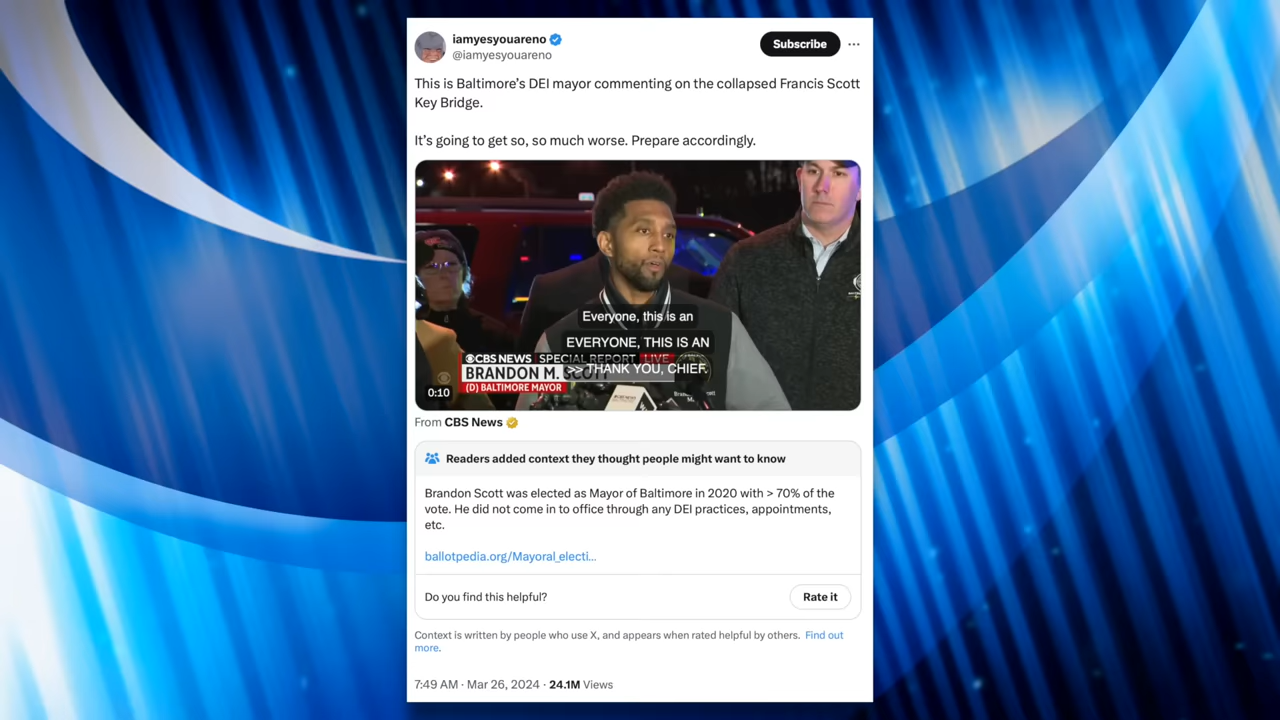 iamyesyouareno
@iamyesyouareno
Subscribe
This is Baltimore’s DEI mayor commenting on the collapsed Francis Scott
Key Bridge.
It’s going to get so, so much worse. Prepare accordingly.
Everyone, this is an
EVERYONE, THIS IS AN
>> THANK YOU, CHIEF.
CBS NEWS SPECIAL REPORT LIVE
BRANDON M. SCOTT
(D) BALTIMORE MAYOR
0:10
From CBS News
Readers added context they thought people might want to know
Brandon Scott was elected as Mayor of Baltimore in 2020 with > 70% of the
vote. He did not come in to office through any DEI practices, appointments,
etc.
ballotpedia.org/Mayoral_electi...
Do you find this helpful?
Rate it
Context is written by people who use X, and appears when rated helpful by others. Find out
more.
7:49 AM · Mar 26, 2024 · 24.1M Views